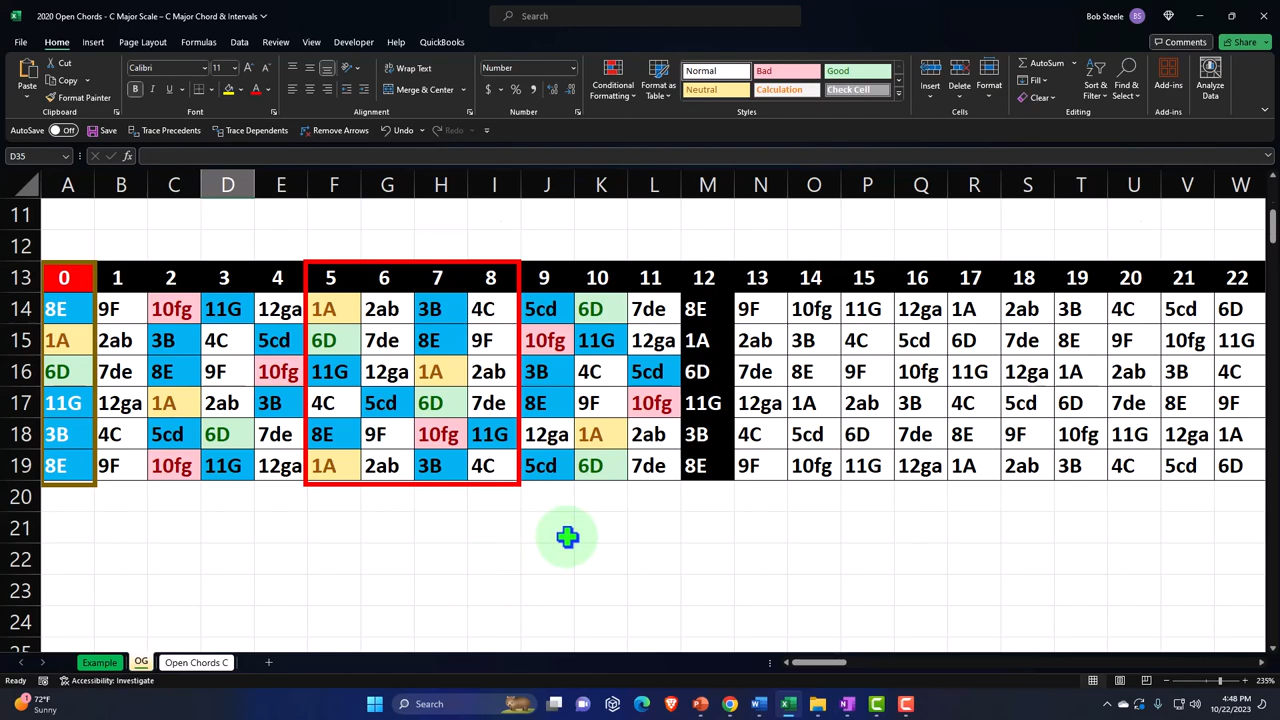 2020 Open Chords - C Major Scale – C Major Chord & Intervals
Search
Bob Steele BS
File Home Insert Page Layout Formulas Data Review View Developer Help QuickBooks
Comments Share
Paste Cut Copy Format Painter Clipboard
Calibri 11 Font
Wrap Text Merge & Center Alignment
Number Number
Conditional Formatting Format as Table
Normal Bad Good
Neutral Calculation Check Cell
Styles
Insert Delete Format Cells
AutoSum Fill Clear Sort & Filter Find & Select Editing
Add-ins Add-ins
Analyze Data
AutoSave Off Save Trace Precedents Trace Dependents Remove Arrows Undo Redo
D35 fx
A B C D E F G H I J K L M N O P Q R S T U V W
11
12
13 0 1 2 3 4 5 6 7 8 9 10 11 12 13 14 15 16 17 18 19 20 21 22
14 8E 9F 10fg 11G 12ga 1A 2ab 3B 4C 5cd 6D 7de 8E 9F 10fg 11G 12ga 1A 2ab 3B 4C 5cd 6D
15 1A 2ab 3B 4C 5cd 6D 7de 8E 9F 10fg 11G 12ga 1A 2ab 3B 4C 5cd 6D 7de 8E 9F 10fg 11G
16 6D 7de 8E 9F 10fg 11G 12ga 1A 2ab 3B 4C 5cd 6D 7de 8E 9F 10fg 11G 12ga 1A 2ab 3B 4C
17 11G 12ga 1A 2ab 3B 4C 5cd 6D 7de 8E 9F 10fg 11G 12ga 1A 2ab 3B 4C 5cd 6D 7de 8E 9F
18 3B 4C 5cd 6D 7de 8E 9F 10fg 11G 12ga 1A 2ab 3B 4C 5cd 6D 7de 8E 9F 10fg 11G 12ga 1A
19 8E 9F 10fg 11G 12ga 1A 2ab 3B 4C 5cd 6D 7de 8E 9F 10fg 11G 12ga 1A 2ab 3B 4C 5cd 6D
20
21
22
23
24
Example OG Open Chords C
Ready Accessibility: Investigate 235%
72°F
Sunny
Search
4:48 PM
10/22/2023